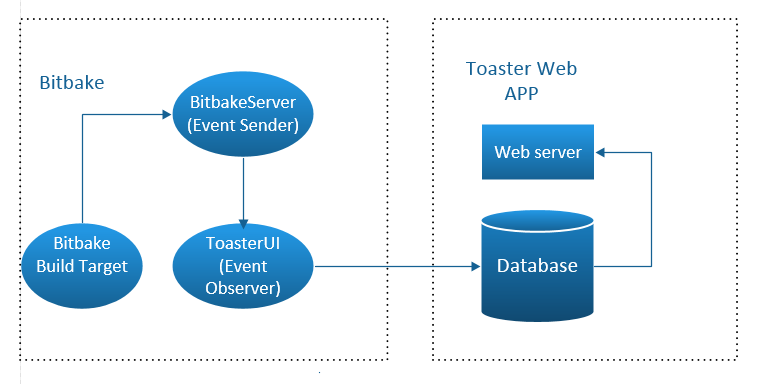 Bitbake
BitbakeServer
(Event Sender)
Bitbake
Build Target
ToasterUI
(Event
Observer)
Toaster Web
APP
Web server
Database